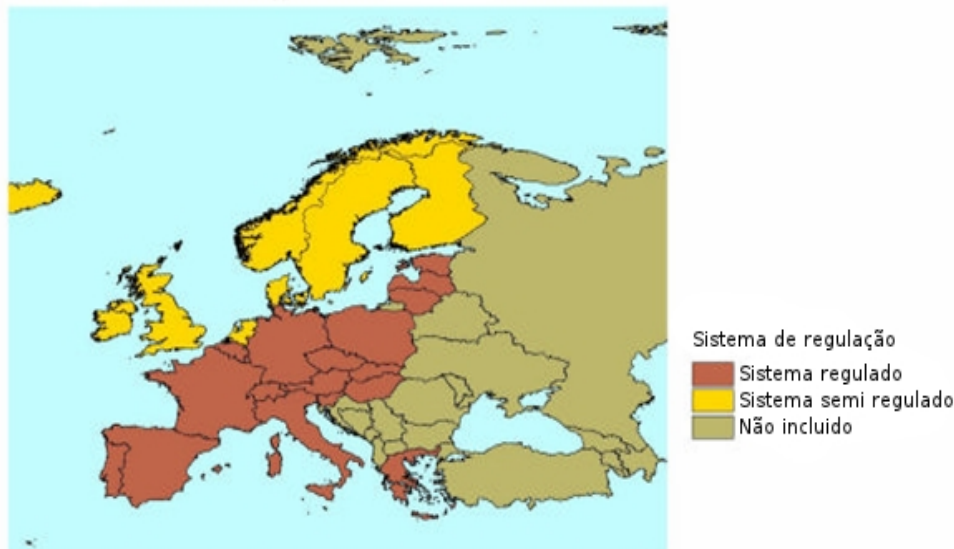 Sistema de regulação
Sistema regulado
Sistema semi regulado
Não incluido